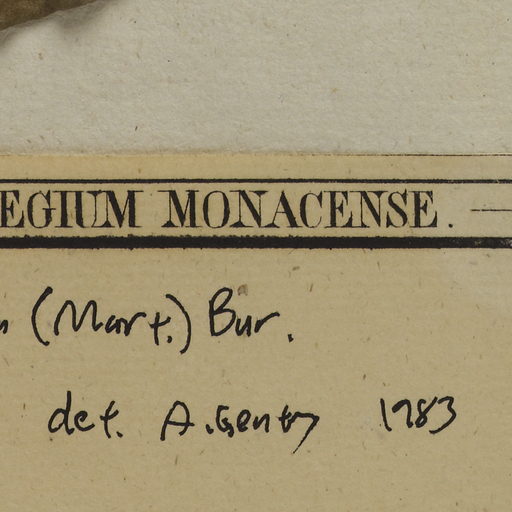 EGIUM MONACENSE.
(Mart.) Bur.
det. A. Gentry 1983